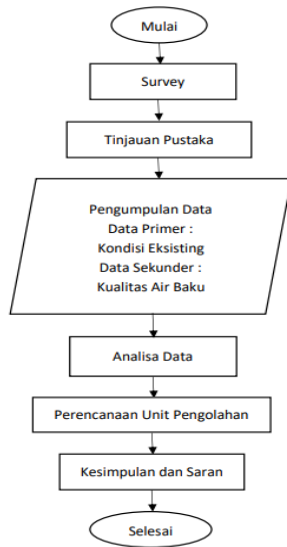 Mulai
Survey
Tinjauan Pustaka
Pengumpulan Data
Data Primer :
Kondisi Eksisting
Data Sekunder :
Kualitas Air Baku
Analisa Data
Perencanaan Unit Pengolahan
Kesimpulan dan Saran
Selesai